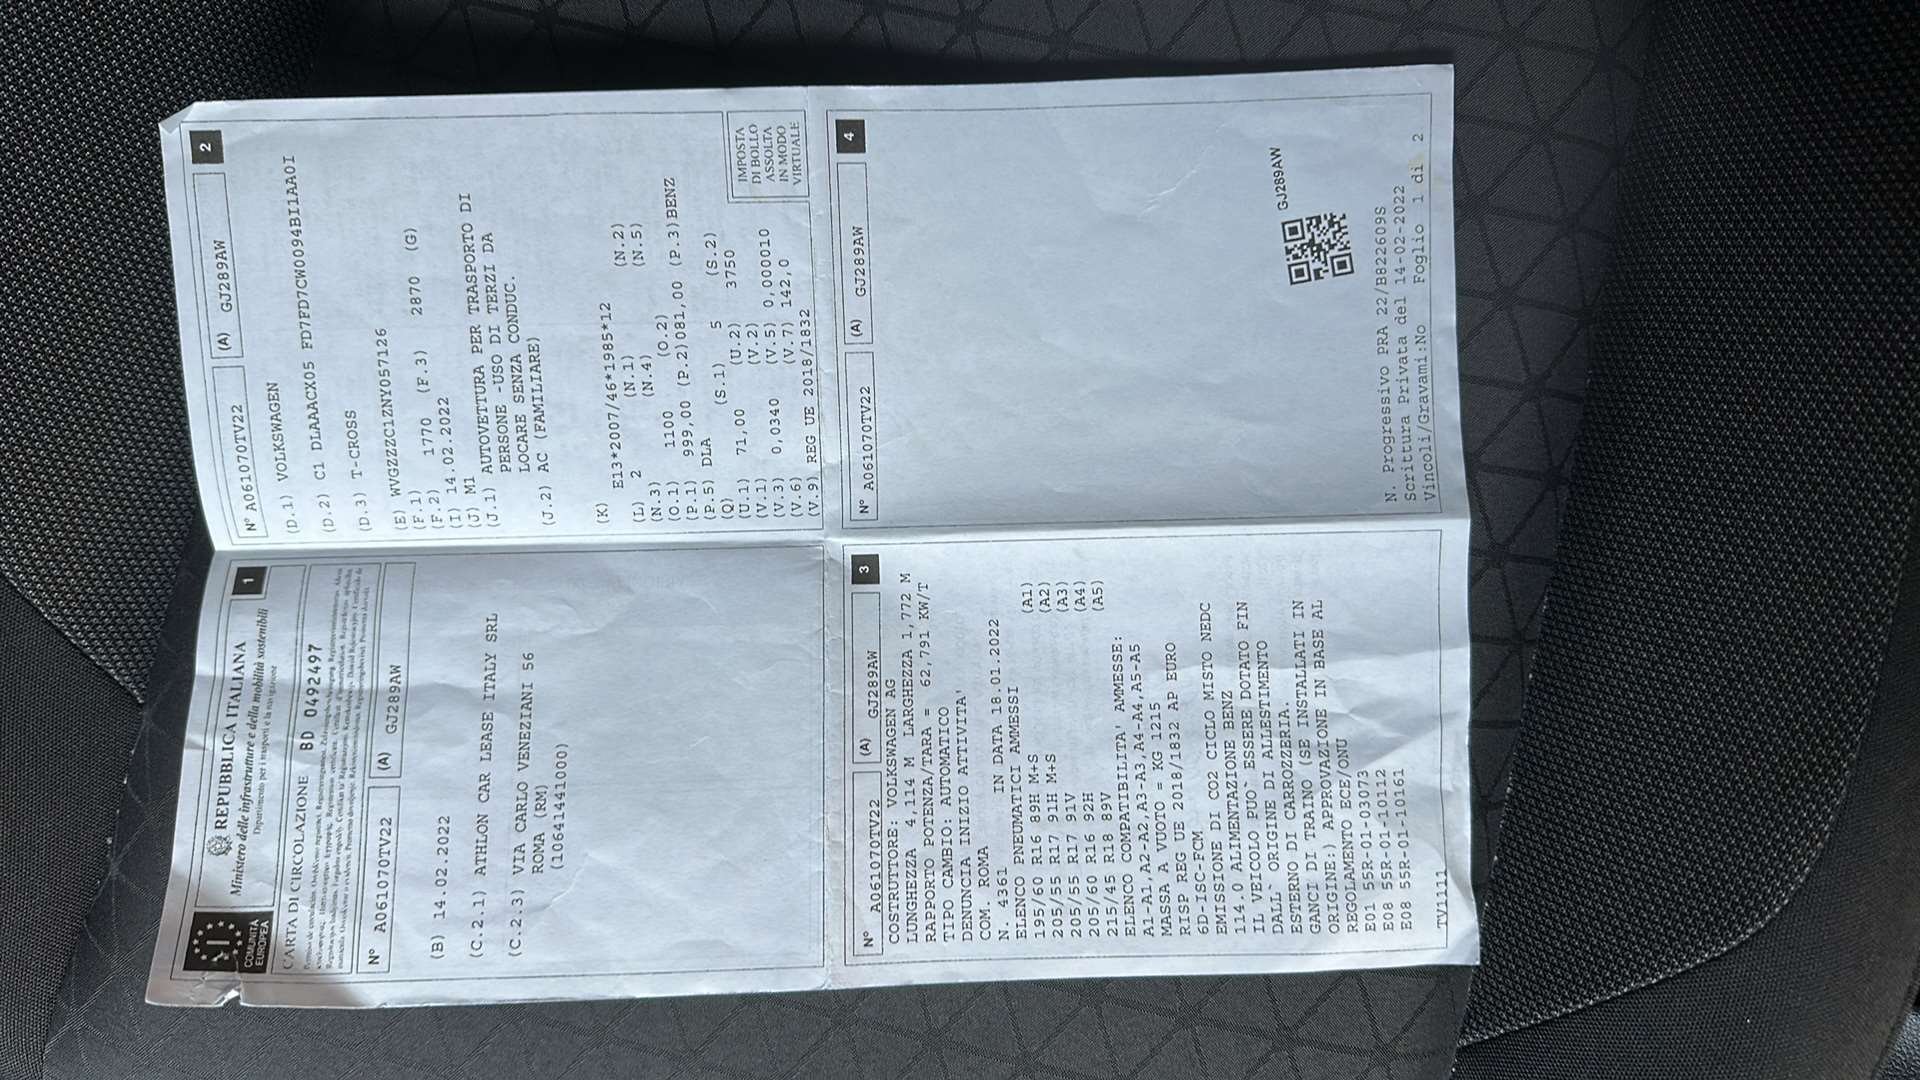 COMUNITÀ
EUROPEA
I
REPUBBLICA ITALIANA
1
Ministero delle infrastrutture e della mobilità sostenibili
Dipartimento per i trasporti e la navigazione
CARTA DI CIRCOLAZIONE BD 0492497
N° A061070TV22 (A) GJ289AW
(B) 14.02.2022
(C.2.1) ATHLON CAR LEASE ITALY SRL
(C.2.3) VIA CARLO VENEZIANI 56
ROMA (RM)
(10641441000)
N° A061070TV22 (A) GJ289AW 2
(D.1) VOLKSWAGEN
(D.2) C1 DLAAACX05 FD7FD7CW0094BI1AA0I
(D.3) T-CROSS
(E) WVGZZZC1ZNY057126
(F.1) 1770 (F.3) 2870 (G)
(F.2)
(I) 14.02.2022
(J) M1
(J.1) AUTOVETTURA PER TRASPORTO DI
PERSONE -USO DI TERZI DA
LOCARE SENZA CONDUC.
(J.2) AC (FAMILIARE)
(K) E13*2007/46*1985*12
(L) 2 (N.1) (N.2)
(N.3) (N.4) (N.5)
(O.1) 1100 (O.2)
(P.1) 999,00 (P.2)081,00 (P.3)BENZ
(P.5) DLA
(Q) (S.1) 5 (S.2)
(U.1) 71,00 (U.2) 3750
(V.1) (V.2)
(V.3) 0,0340 (V.5) 0,000010
(V.6) (V.7) 142,0
(V.9) REG UE 2018/1832
IMPOSTA
DI BOLLO
ASSOLTA
IN MODO
VIRTUALE
N° A061070TV22 (A) GJ289AW 3
COSTRUTTORE: VOLKSWAGEN AG
LUNGHEZZA 4,114 M LARGHEZZA 1,772 M
RAPPORTO POTENZA/TARA = 62,791 KW/T
TIPO CAMBIO: AUTOMATICO
DENUNCIA INIZIO ATTIVITA'
COM. ROMA
N. 4361 IN DATA 18.01.2022
ELENCO PNEUMATICI AMMESSI
195/60 R16 89H M+S (A1)
205/55 R17 91H M+S (A2)
205/55 R17 91V (A3)
205/60 R16 92H (A4)
215/45 R18 89V (A5)
ELENCO COMPATIBILITA' AMMESSE:
A1-A1,A2-A2,A3-A3,A4-A4,A5-A5
MASSA A VUOTO = KG 1215
RISP REG UE 2018/1832 AP EURO
6D-ISC-FCM
EMISSIONE DI CO2 CICLO MISTO NEDC
114.0 ALIMENTAZIONE BENZ
IL VEICOLO PUO` ESSERE DOTATO FIN
DALL` ORIGINE DI ALLESTIMENTO
ESTERNO DI CARROZZERIA.
GANCI DI TRAINO (SE INSTALLATI IN
ORIGINE:) APPROVAZIONE IN BASE AL
REGOLAMENTO ECE/ONU
E01 55R-01-03073
E08 55R-01-10112
E08 55R-01-10161
TV1111
N° A061070TV22 (A) GJ289AW 4
GJ289AW
N. Progressivo PRA 22/B822609S
Scrittura Privata del 14-02-2022
Vincoli/Gravami:No Foglio 1 di 2